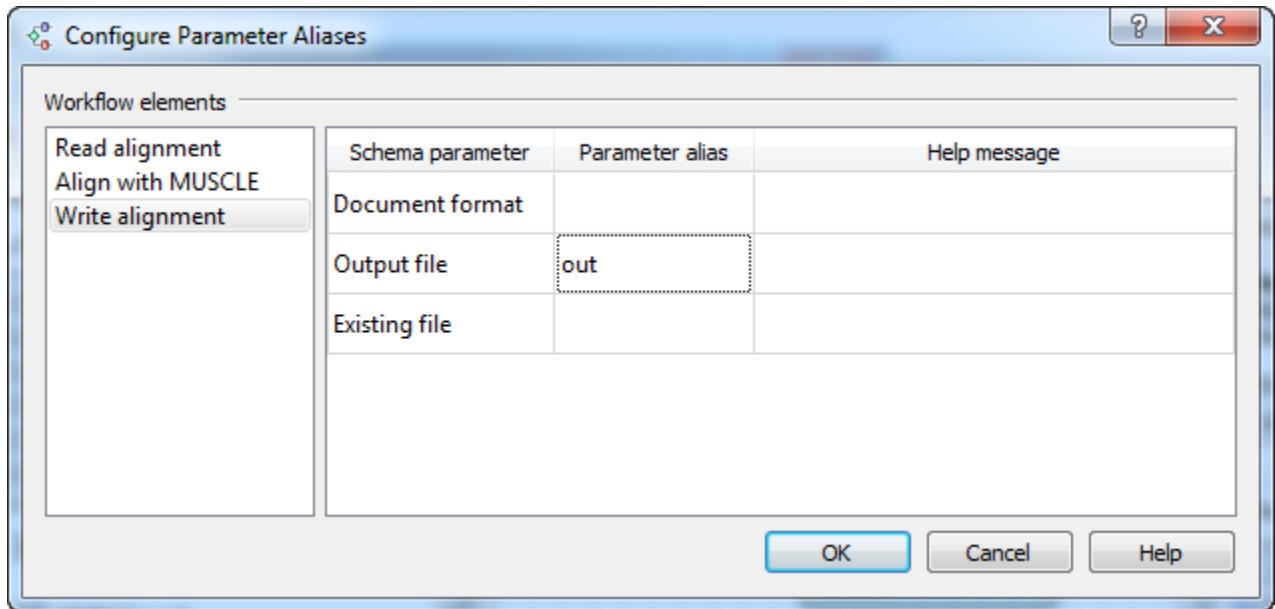 Configure Parameter Aliases
?
Workflow elements
Read alignment
Align with MUSCLE
Write alignment
Schema parameter Parameter alias Help message
Document format
Output file out
Existing file
OK Cancel Help